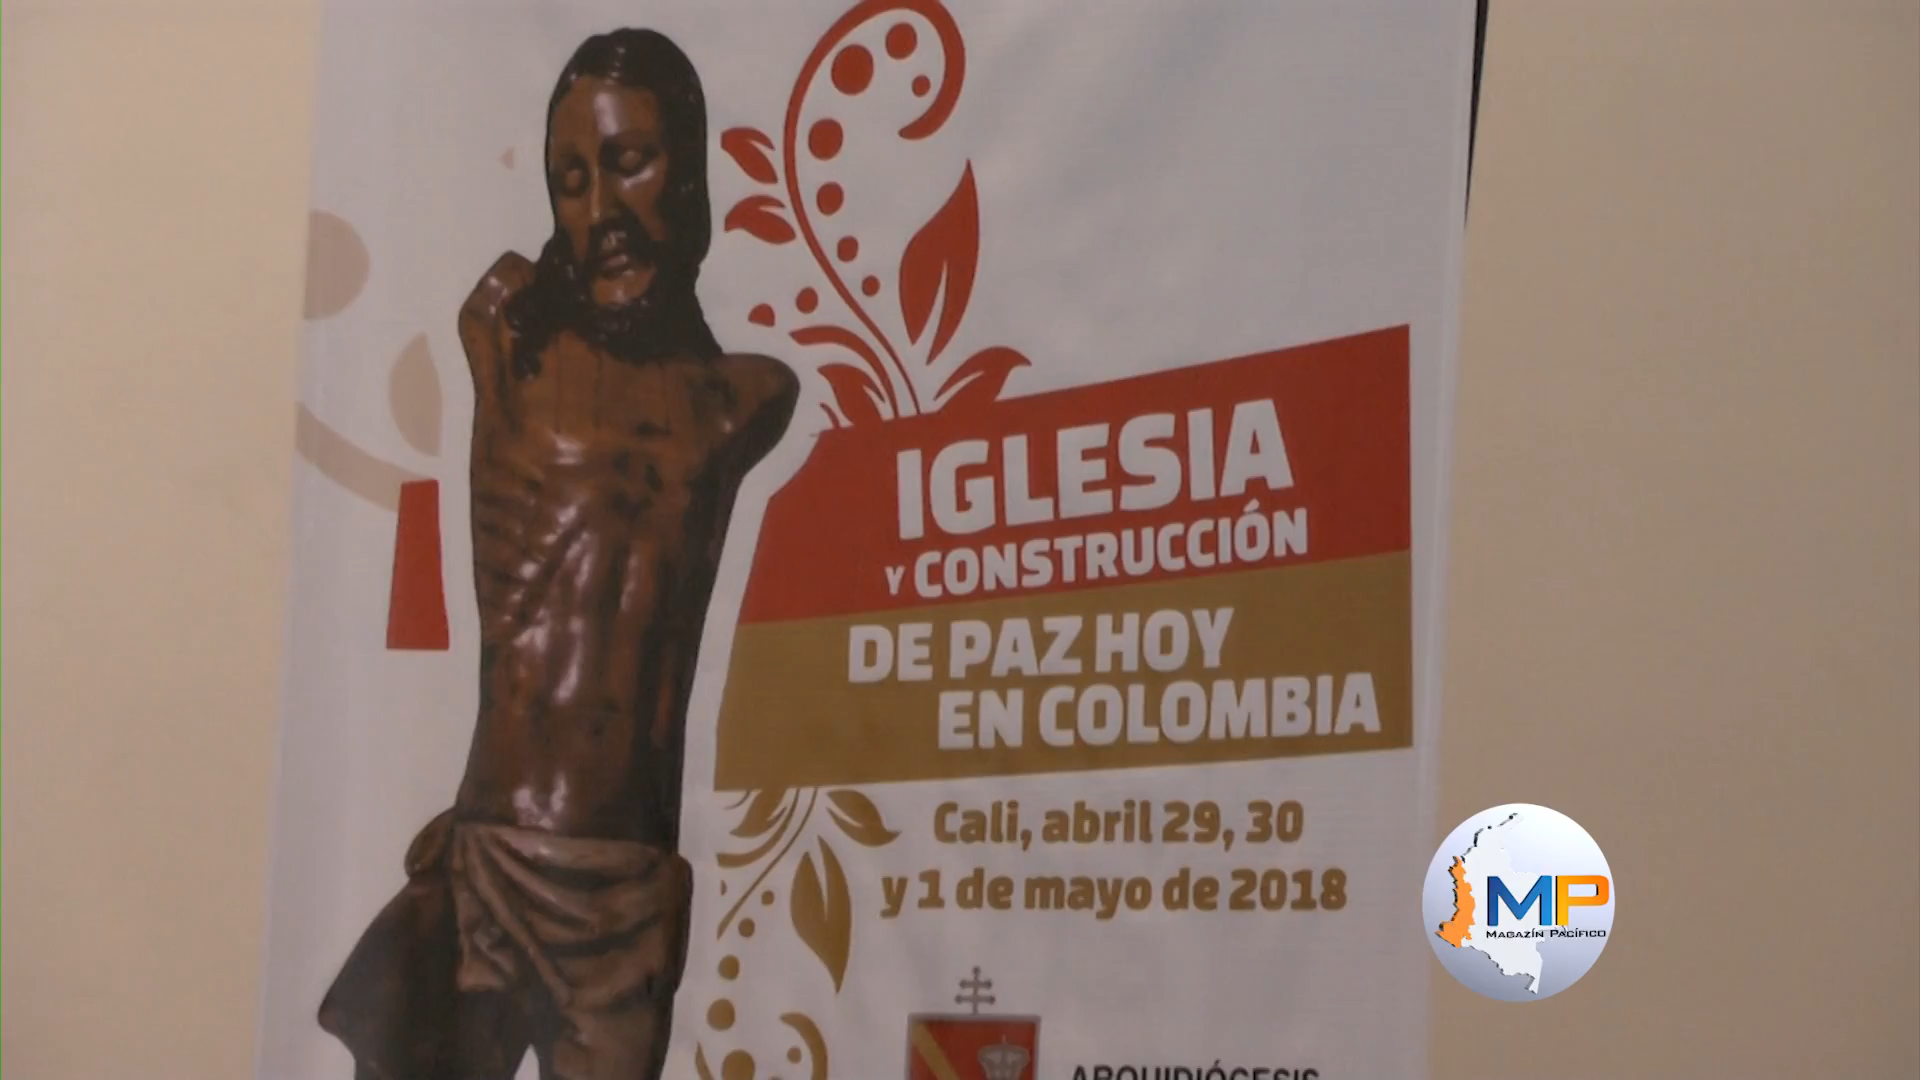 IGLESIA
Y CONSTRUCCIÓN
DE PAZ HOY
EN COLOMBIA
Cali, abril 29, 30
y 1 de mayo de 2018
MP
MAGAZÍN PACÍFICO
ARQUIDIÓCESIS